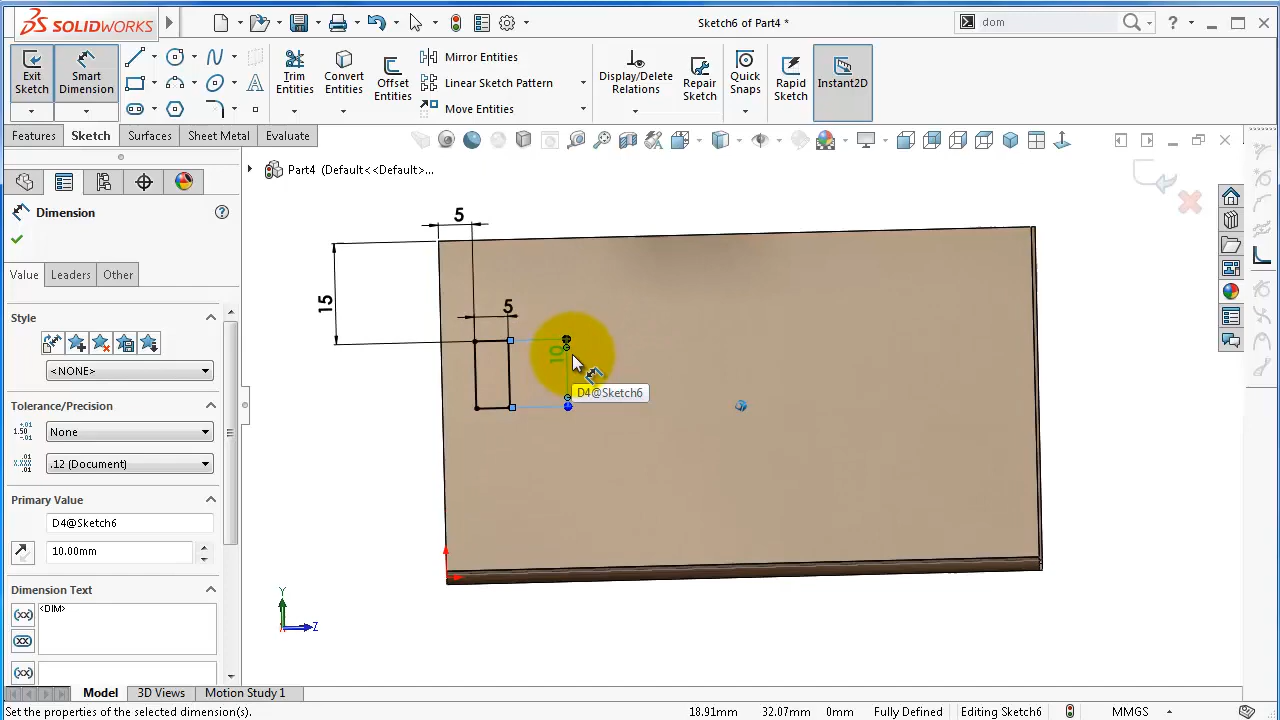 SOLIDWORKS
Sketch6 of Part4 *
dom
Exit Sketch
Smart Dimension
Trim Entities
Convert Entities
Offset Entities
Mirror Entities
Linear Sketch Pattern
Move Entities
Display/Delete Relations
Repair Sketch
Quick Snaps
Rapid Sketch
Instant2D
Features
Sketch
Surfaces
Sheet Metal
Evaluate
Part4 (Default<<Default>...
Dimension
Value
Leaders
Other
Style
<NONE>
Tolerance/Precision
None
.12 (Document)
Primary Value
D4@Sketch6
10.00mm
Dimension Text
<DIM>
5
15
5
10
D4@Sketch6
Y
Z
Model
3D Views
Motion Study 1
Set the properties of the selected dimension(s).
18.91mm
32.07mm
0mm
Fully Defined
Editing Sketch6
MMGS